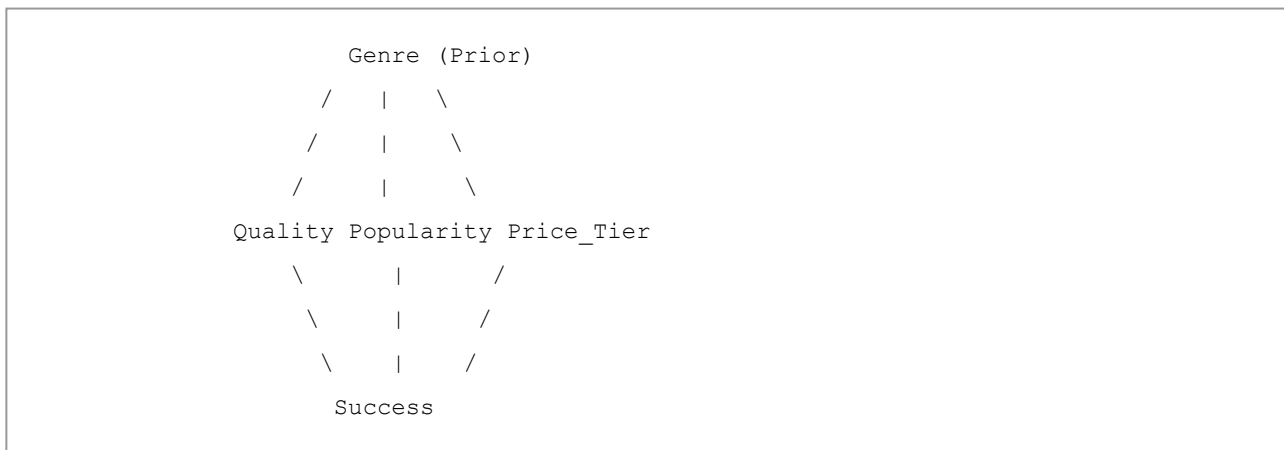 Genre (Prior)
/ | \
/ | \
/ | \
Quality Popularity Price_Tier
\ | /
\ | /
\ | /
Success